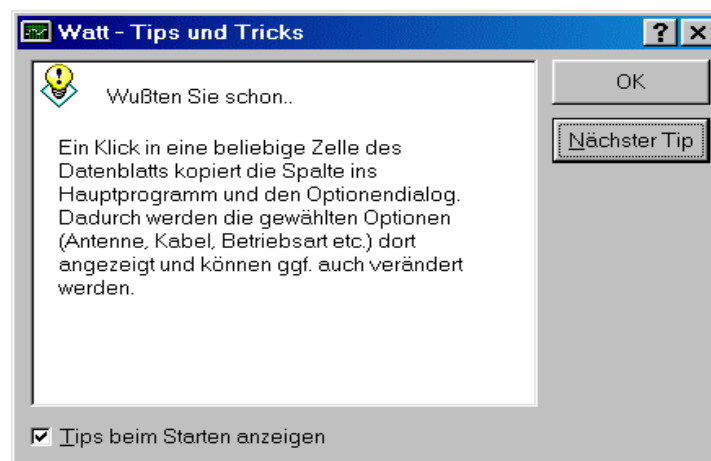 Watt - Tips und Tricks
Wußten Sie schon..
Ein Klick in eine beliebige Zelle des
Datenblatts kopiert die Spalte ins
Hauptprogramm und den Optionendialog.
Dadurch werden die gewählten Optionen
(Antenne, Kabel, Betriebsart etc.) dort
angezeigt und können ggf. auch verändert
werden.
OK
Nächster Tip
Tips beim Starten anzeigen